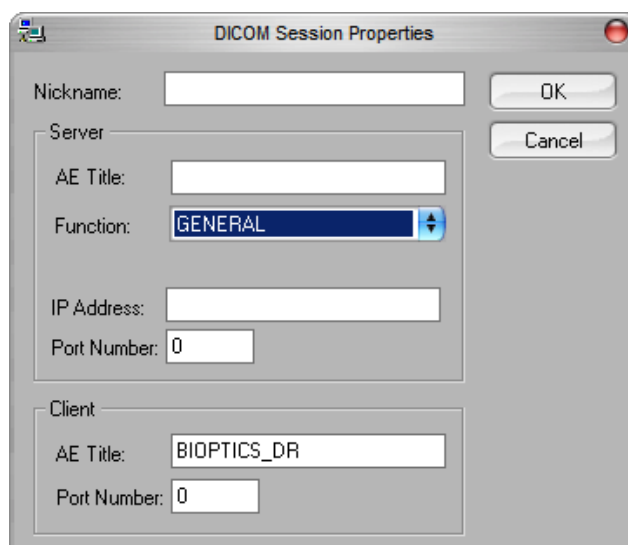 DICOM Session Properties
Nickname:
OK
Server
Cancel
AE Title:
Function: GENERAL
IP Address:
Port Number: 0
Client
AE Title: BIOPTICS_DR
Port Number: 0